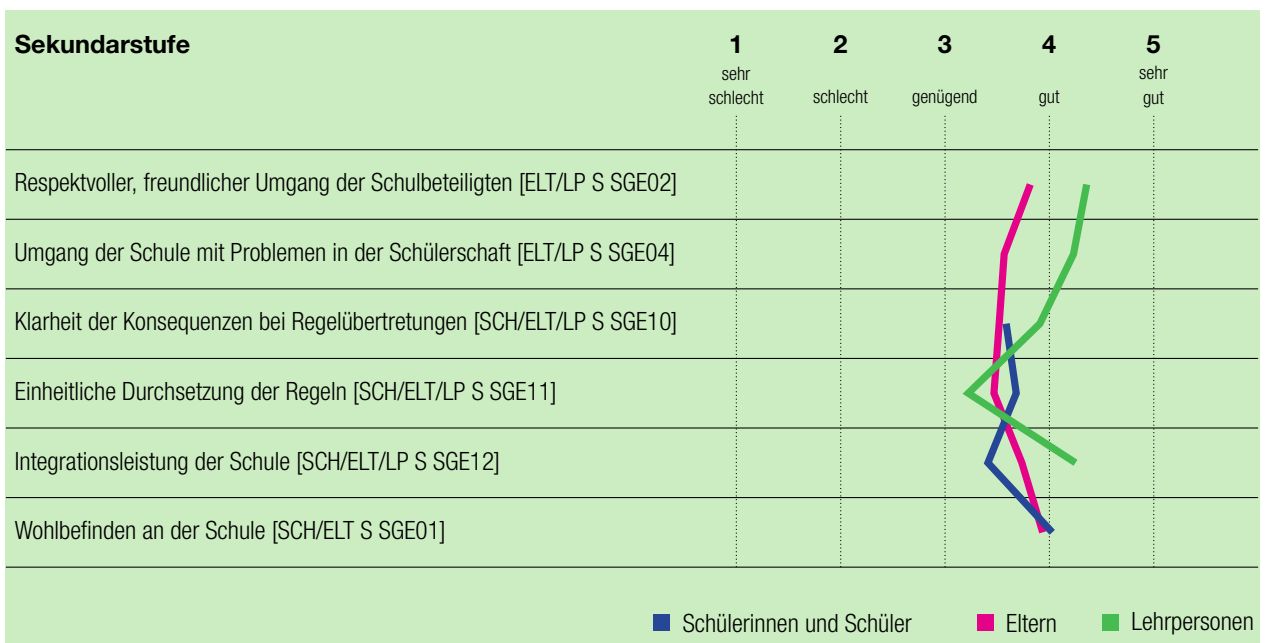 Sekundarstufe
1 2 3 4 5
sehr schlecht schlecht genügend gut sehr gut
Respektvoller, freundlicher Umgang der Schulbeteiligten [ELT/LP S SGE02]
Umgang der Schule mit Problemen in der Schülerschaft [ELT/LP S SGE04]
Klarheit der Konsequenzen bei Regelübertretungen [SCH/ELT/LP S SGE10]
Einheitliche Durchsetzung der Regeln [SCH/ELT/LP S SGE11]
Integrationsleistung der Schule [SCH/ELT/LP S SGE12]
Wohlbefinden an der Schule [SCH/ELT S SGE01]
Schülerinnen und Schüler Eltern Lehrpersonen